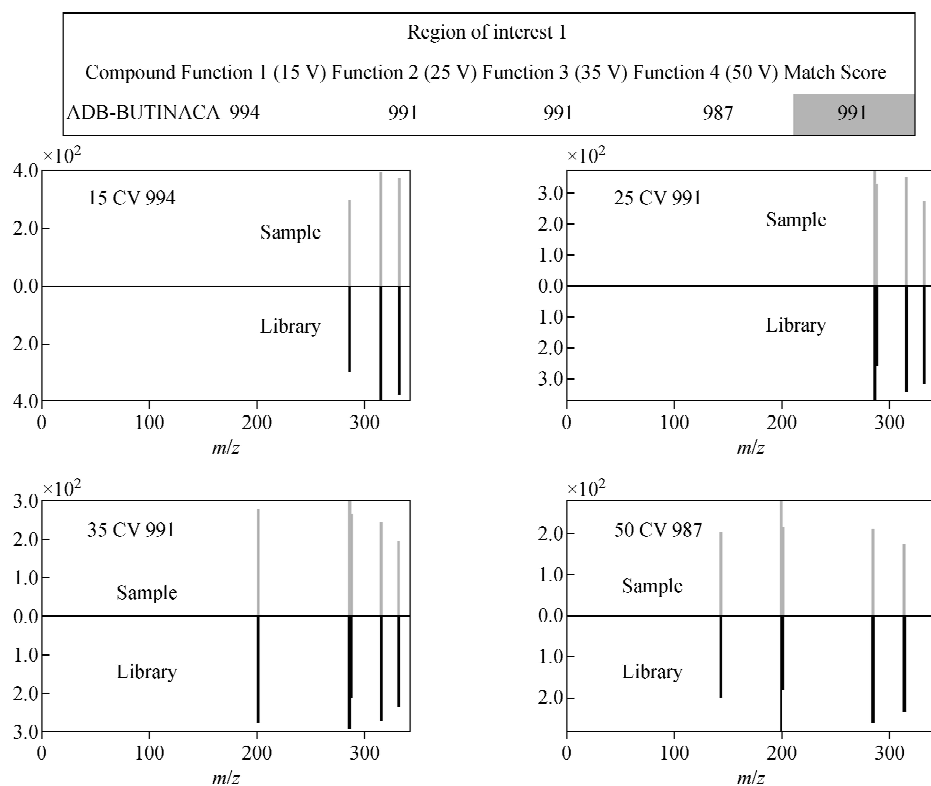 Region of interest 1
Compound Function 1 (15 V) Function 2 (25 V) Function 3 (35 V) Function 4 (50 V) Match Score
ADB-BUTINACA 994 991 991 987 991
×10²
4.0
2.0
0.0
2.0
4.0
15 CV 994
Sample
Library
0 100 200 300
m/z
×10²
3.0
2.0
1.0
0.0
1.0
2.0
3.0
25 CV 991
Sample
Library
0 100 200 300
m/z
×10²
3.0
2.0
1.0
0.0
1.0
2.0
3.0
35 CV 991
Sample
Library
0 100 200 300
m/z
×10²
2.0
1.0
0.0
1.0
2.0
50 CV 987
Sample
Library
0 100 200 300
m/z